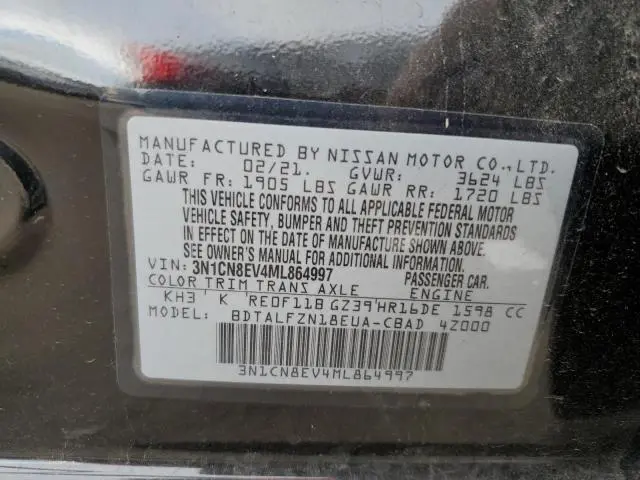 MANUFACTURED BY NISSAN MOTOR CO.,LTD.
DATE: 02/21. GVWR: 3624 LBS
GAWR FR: 1905 LBS GAWR RR: 1720 LBS
THIS VEHICLE CONFORMS TO ALL APPLICABLE FEDERAL MOTOR
VEHICLE SAFETY, BUMPER AND THEFT PREVENTION STANDARDS
IN EFFECT ON THE DATE OF MANUFACTURE SHOWN ABOVE.
SEE OWNER'S MANUAL FOR ADDITIONAL INFORMATION.
VIN: 3N1CN8EV4ML864997 PASSENGER CAR.
COLOR TRIM TRANS AXLE ENGINE
KH3 K RE0F11B GZ39 HR16DE 1598 CC
MODEL: BDTALFZN18EUA-CBAD 4Z000
3N1CN8EV4ML864997